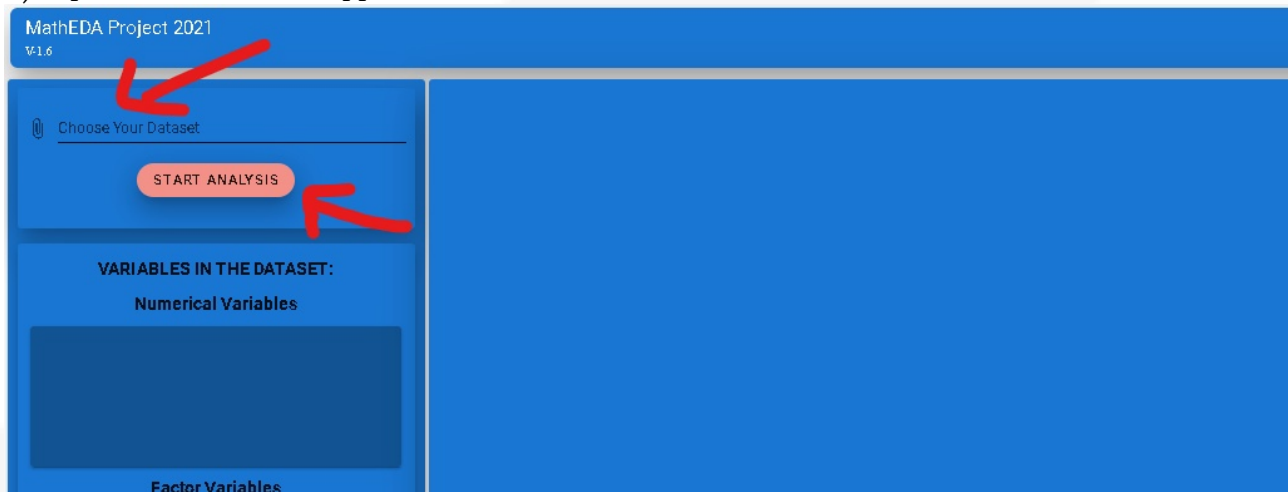 MathEDA Project 2021
V-1.6
Choose Your Dataset
START ANALYSIS
VARIABLES IN THE DATASET:
Numerical Variables
Factor Variables